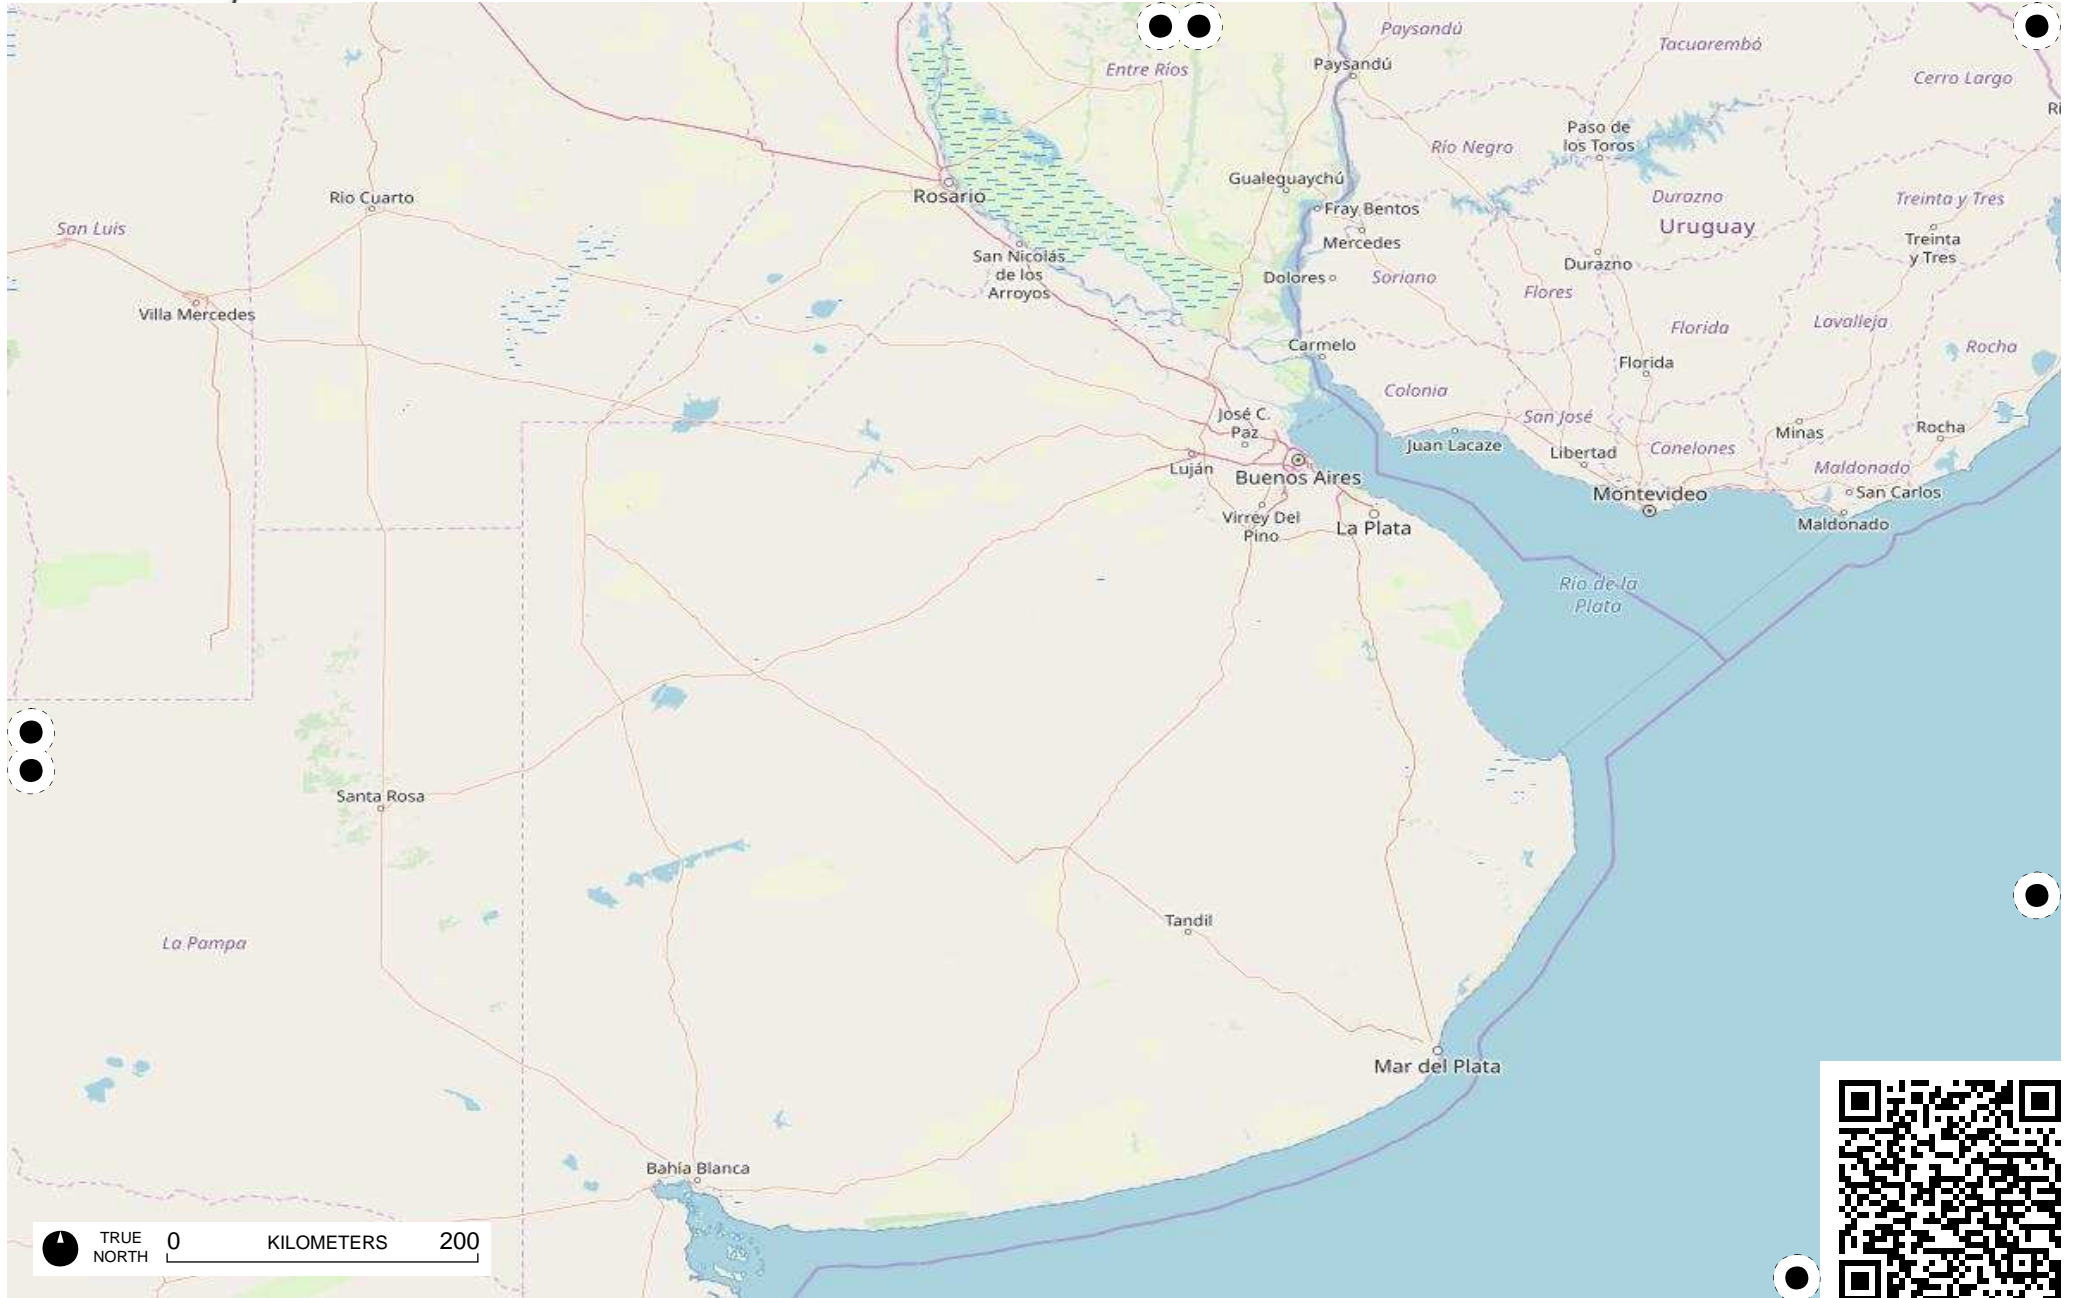 Paysandú
Tacuarembó
Entre Ríos
Paysandú
Cerro Largo
Ri
Paso de
los Toros
Río Negro
Gualeguaychú
Rio Cuarto
Rosario
Durazno
Treinta y Tres
Fray Bentos
San Luis
Uruguay
Mercedes
Treinta
y Tres
San Nicolás
de los
Arroyos
Durazno
Dolores
Soriano
Flores
Villa Mercedes
Florida
Lavalleja
Carmelo
Rocha
Florida
Colonia
José C.
Paz
San José
Rocha
Minas
Juan Lacaze
Canelones
Libertad
Luján
Maldonado
Buenos Aires
Montevideo
San Carlos
Virrey Del
Pino
La Plata
Maldonado
Río de la
Plata
Santa Rosa
Tandil
La Pampa
Mar del Plata
Bahía Blanca
TRUE
NORTH
0 KILOMETERS 200